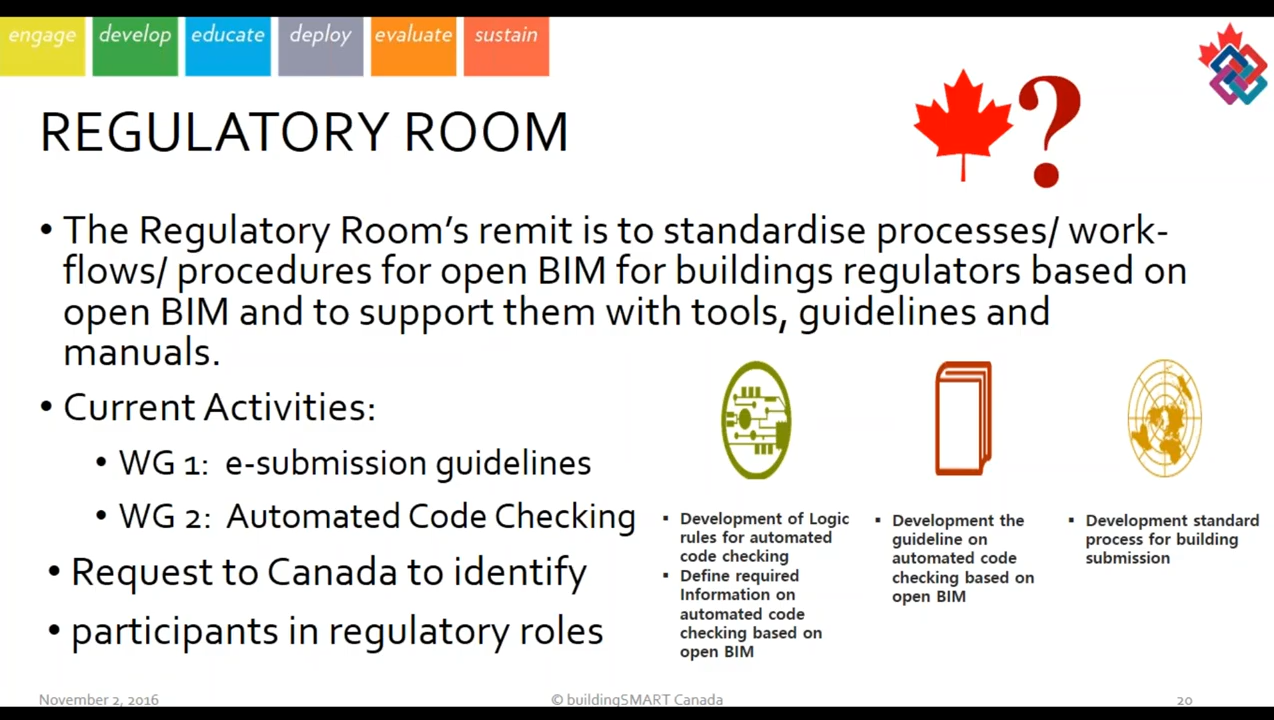 engage develop educate deploy evaluate sustain
REGULATORY ROOM
?
• The Regulatory Room's remit is to standardise processes/ work-
flows/ procedures for open BIM for buildings regulators based on
open BIM and to support them with tools, guidelines and
manuals.
• Current Activities:
• WG 1: e-submission guidelines
• WG 2: Automated Code Checking
• Request to Canada to identify
• participants in regulatory roles
▪ Development of Logic
rules for automated
code checking
▪ Define required
Information on
automated code
checking based on
open BIM
▪ Development the
guideline on
automated code
checking based on
open BIM
▪ Development standard
process for building
submission
November 2, 2016
© buildingSMART Canada
20